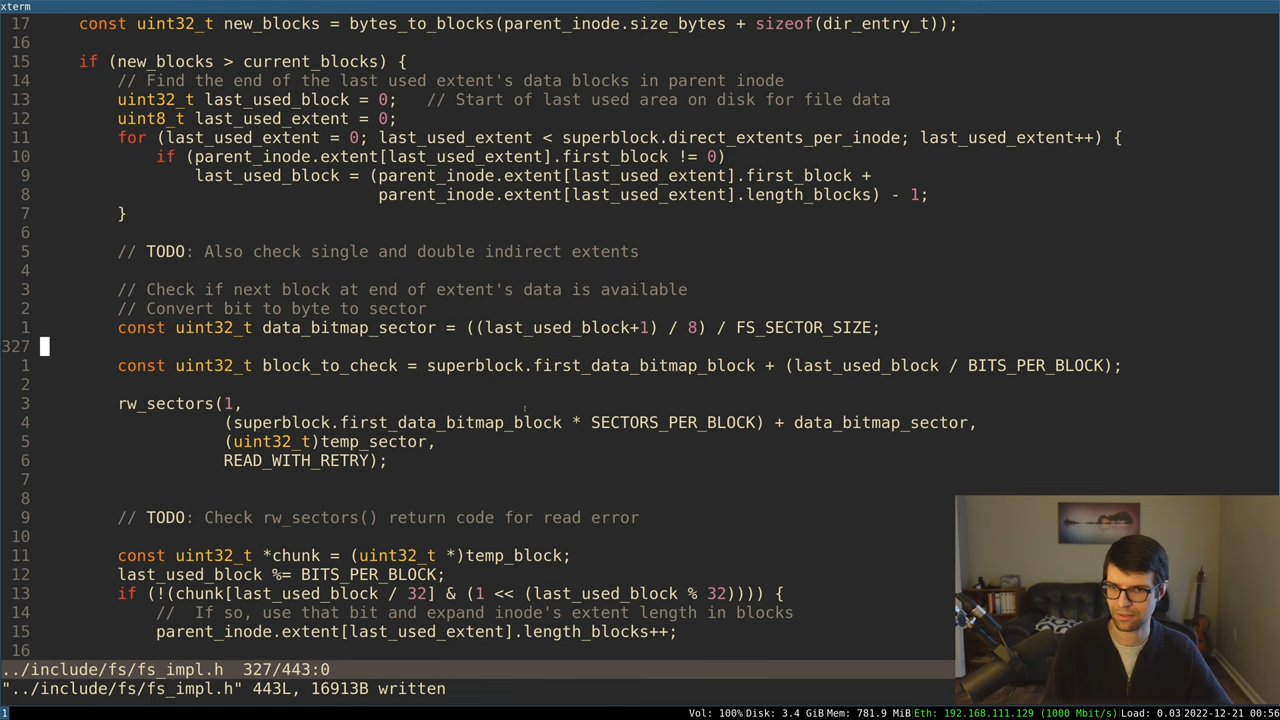 xterm
17 const uint32_t new_blocks = bytes_to_blocks(parent_inode.size_bytes + sizeof(dir_entry_t));
16
15 if (new_blocks > current_blocks) {
14 // Find the end of the last used extent's data blocks in parent inode
13 uint32_t last_used_block = 0; // Start of last used area on disk for file data
12 uint8_t last_used_extent = 0;
11 for (last_used_extent = 0; last_used_extent < superblock.direct_extents_per_inode; last_used_extent++) {
10 if (parent_inode.extent[last_used_extent].first_block != 0)
9 last_used_block = (parent_inode.extent[last_used_extent].first_block +
8 parent_inode.extent[last_used_extent].length_blocks) - 1;
7 }
6
5 // TODO: Also check single and double indirect extents
4
3 // Check if next block at end of extent's data is available
2 // Convert bit to byte to sector
1 const uint32_t data_bitmap_sector = ((last_used_block+1) / 8) / FS_SECTOR_SIZE;
327
1 const uint32_t block_to_check = superblock.first_data_bitmap_block + (last_used_block / BITS_PER_BLOCK);
2
3 rw_sectors(1,
4 (superblock.first_data_bitmap_block * SECTORS_PER_BLOCK) + data_bitmap_sector,
5 (uint32_t)temp_sector,
6 READ_WITH_RETRY);
7
8
9 // TODO: Check rw_sectors() return code for read error
10
11 const uint32_t *chunk = (uint32_t *)temp_block;
12 last_used_block %= BITS_PER_BLOCK;
13 if (!(chunk[last_used_block / 32] & (1 << (last_used_block % 32)))) {
14 // If so, use that bit and expand inode's extent length in blocks
15 parent_inode.extent[last_used_extent].length_blocks++;
16
../include/fs/fs_impl.h 327/443:0
"../include/fs/fs_impl.h" 443L, 16913B written
1 Vol: 100% Disk: 3.4 GiB Mem: 781.9 MiB Eth: 192.168.111.129 (1000 Mbit/s) Load: 0.03 2022-12-21 00:56